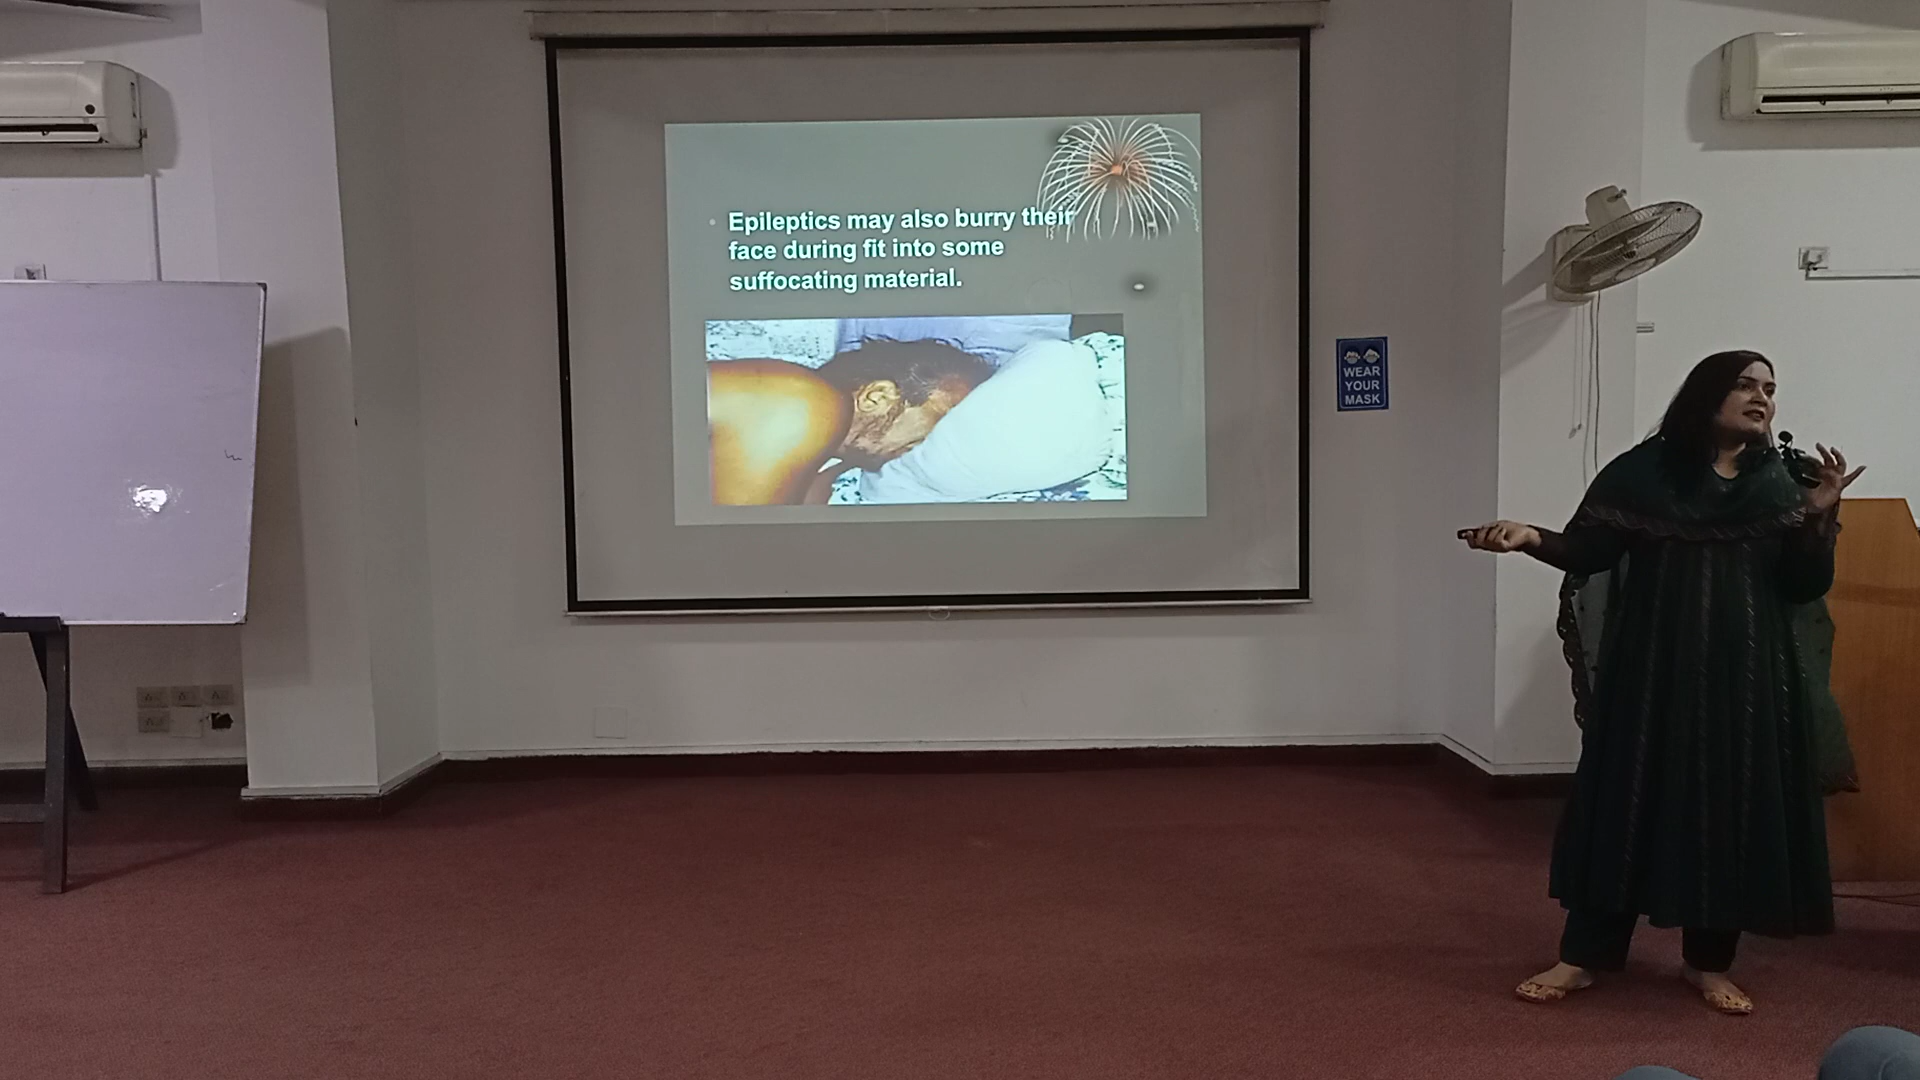 Epileptics may also burry their
face during fit into some
suffocating material.
WEAR
YOUR
MASK